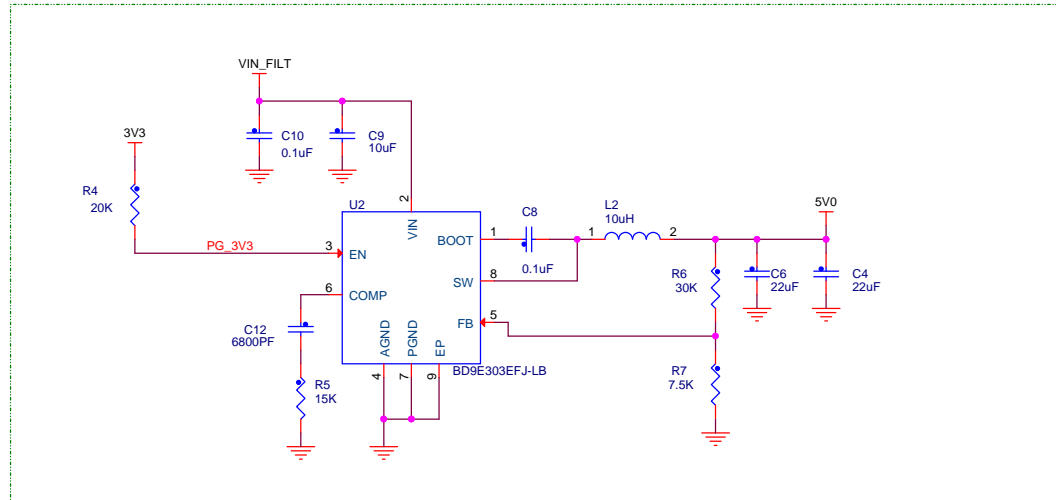 VIN_FILT
C10
0.1uF
C9
10uF
3V3
R4
20K
PG_3V3
U2
2
VIN
3
EN
6
COMP
C12
6800PF
R5
15K
BOOT
1
SW
8
FB
5
AGND
PGND
EP
4
7
9
BD9E303EFJ-LB
C8
0.1uF
L2
10uH
1
2
5V0
R6
30K
C6
22uF
C4
22uF
R7
7.5K